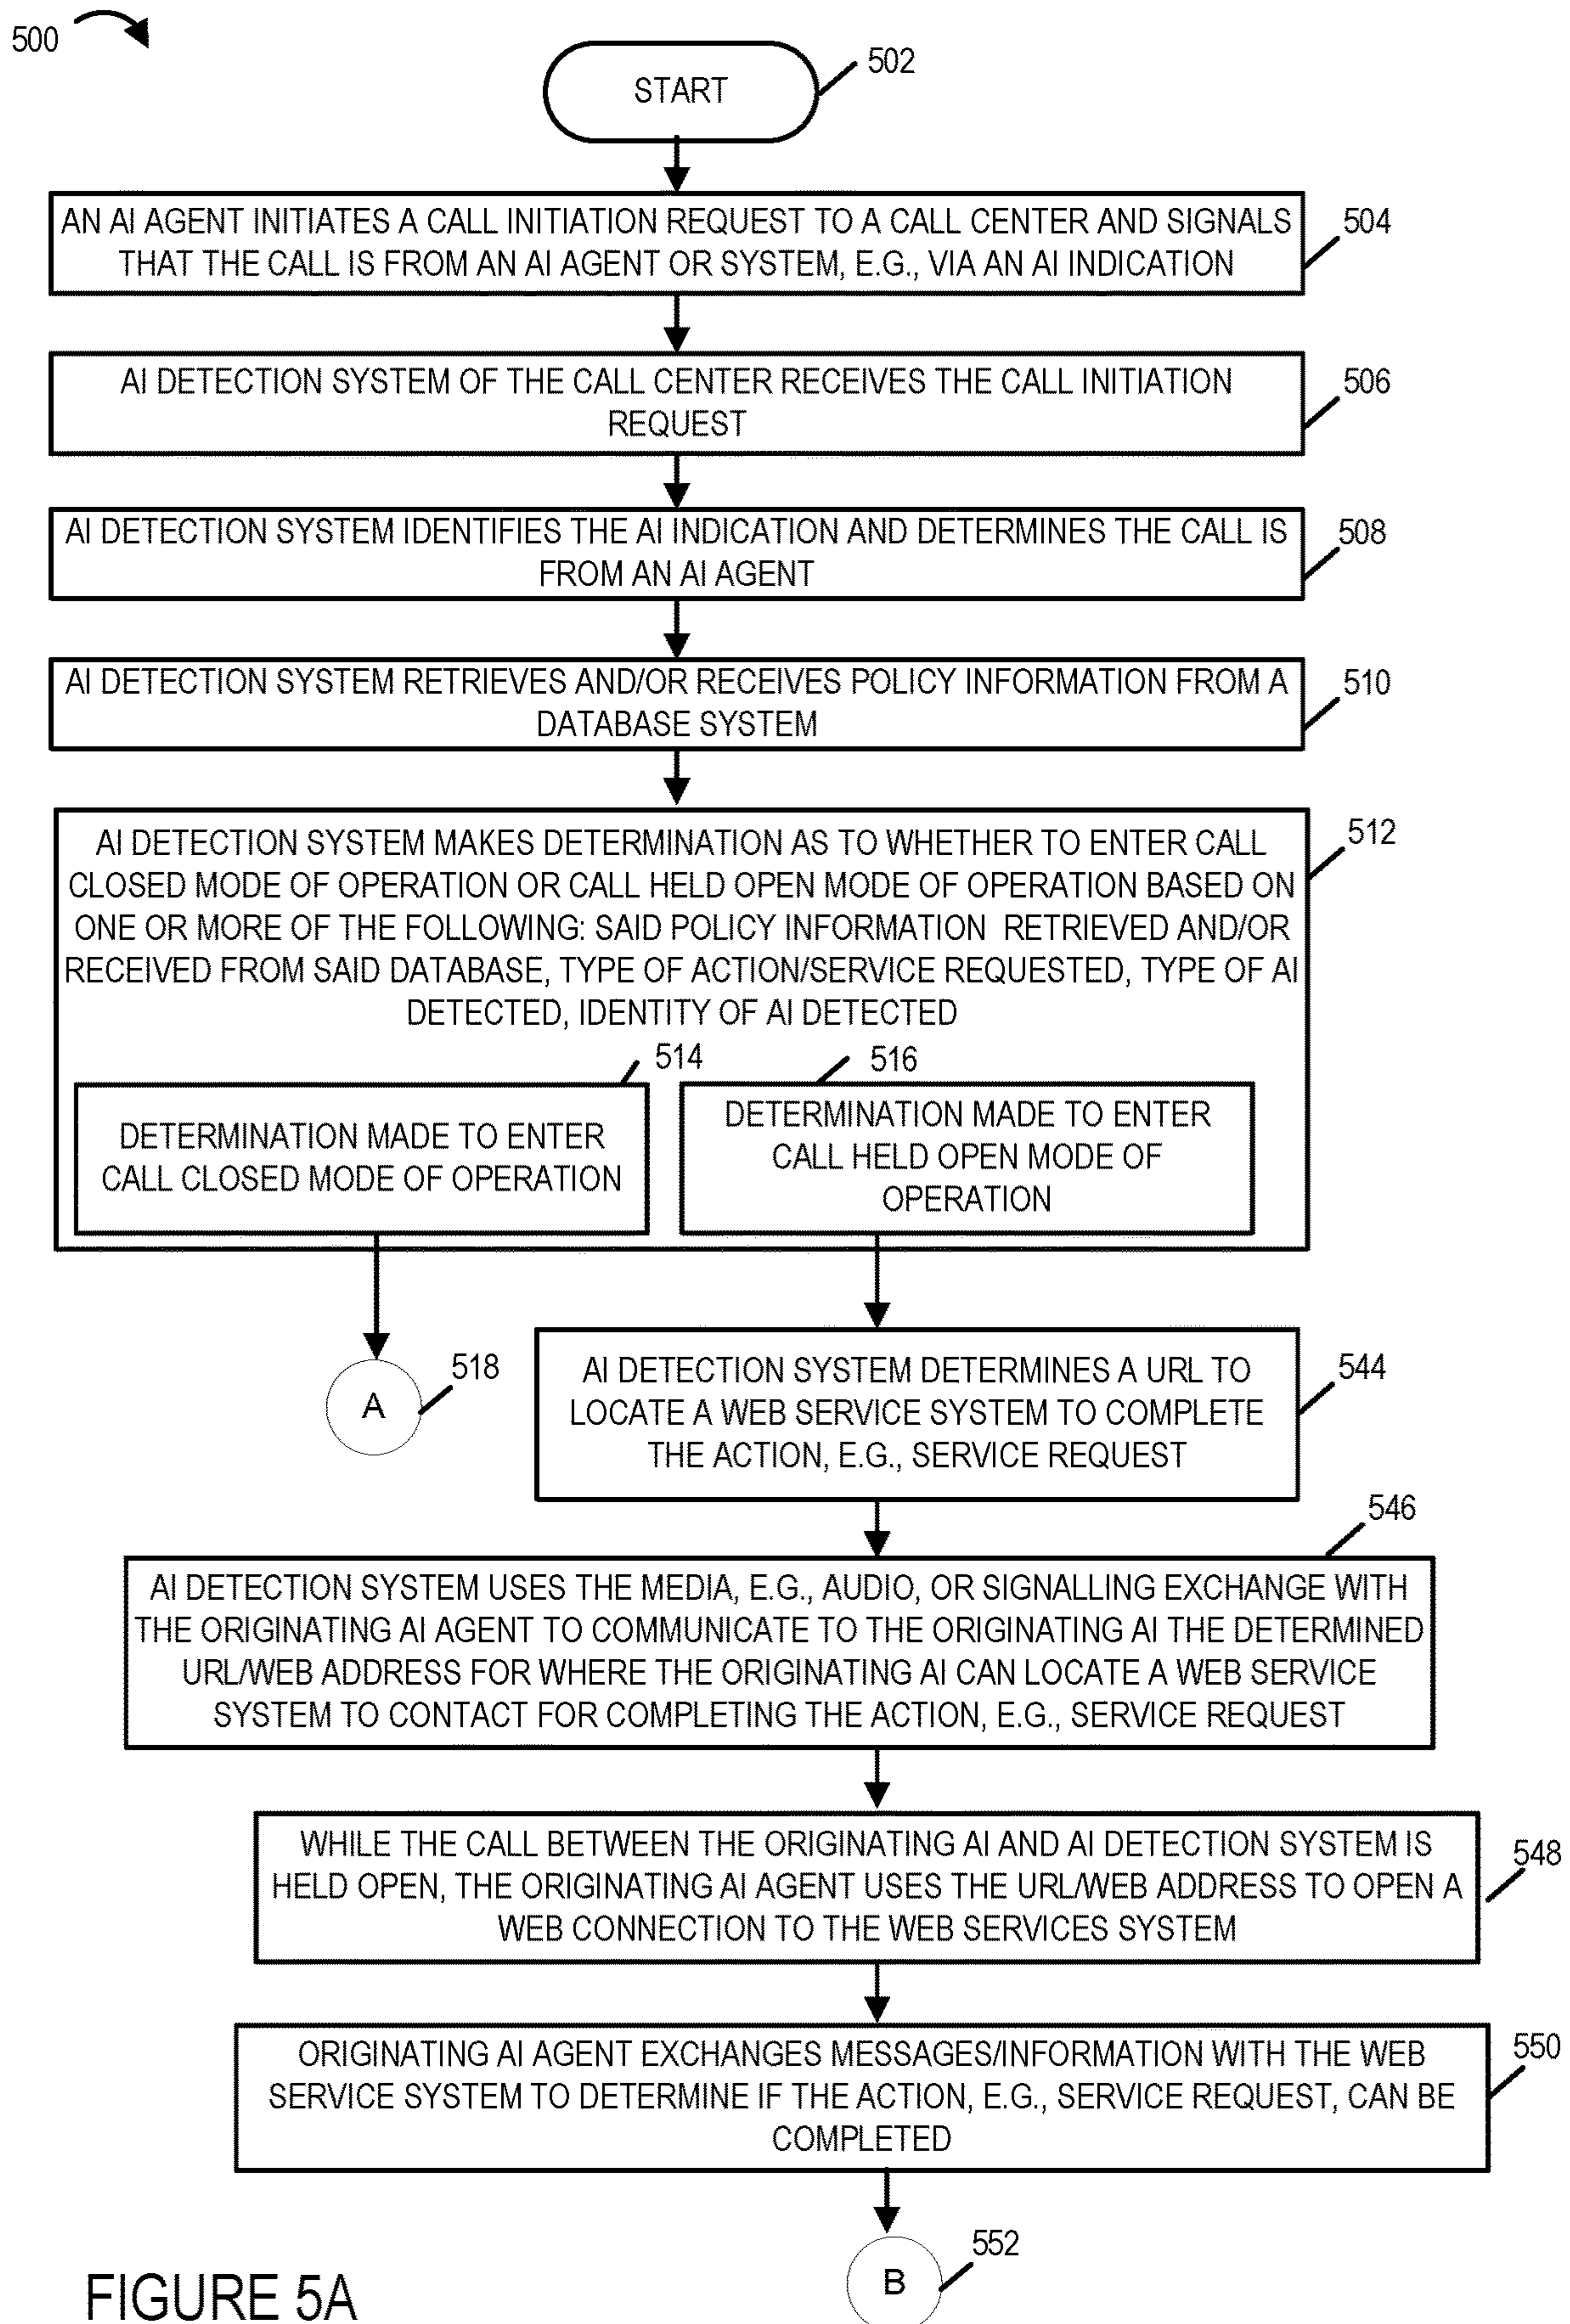 500
START
502
AN AI AGENT INITIATES A CALL INITIATION REQUEST TO A CALL CENTER AND SIGNALS
THAT THE CALL IS FROM AN AI AGENT OR SYSTEM, E.G., VIA AN AI INDICATION
504
AI DETECTION SYSTEM OF THE CALL CENTER RECEIVES THE CALL INITIATION
REQUEST
506
AI DETECTION SYSTEM IDENTIFIES THE AI INDICATION AND DETERMINES THE CALL IS
FROM AN AI AGENT
508
AI DETECTION SYSTEM RETRIEVES AND/OR RECEIVES POLICY INFORMATION FROM A
DATABASE SYSTEM
510
AI DETECTION SYSTEM MAKES DETERMINATION AS TO WHETHER TO ENTER CALL
CLOSED MODE OF OPERATION OR CALL HELD OPEN MODE OF OPERATION BASED ON
ONE OR MORE OF THE FOLLOWING: SAID POLICY INFORMATION RETRIEVED AND/OR
RECEIVED FROM SAID DATABASE, TYPE OF ACTION/SERVICE REQUESTED, TYPE OF AI
DETECTED, IDENTITY OF AI DETECTED
512
514
DETERMINATION MADE TO ENTER
CALL CLOSED MODE OF OPERATION
516
DETERMINATION MADE TO ENTER
CALL HELD OPEN MODE OF
OPERATION
A
518
AI DETECTION SYSTEM DETERMINES A URL TO
LOCATE A WEB SERVICE SYSTEM TO COMPLETE
THE ACTION, E.G., SERVICE REQUEST
544
546
AI DETECTION SYSTEM USES THE MEDIA, E.G., AUDIO, OR SIGNALLING EXCHANGE WITH
THE ORIGINATING AI AGENT TO COMMUNICATE TO THE ORIGINATING AI THE DETERMINED
URL/WEB ADDRESS FOR WHERE THE ORIGINATING AI CAN LOCATE A WEB SERVICE
SYSTEM TO CONTACT FOR COMPLETING THE ACTION, E.G., SERVICE REQUEST
WHILE THE CALL BETWEEN THE ORIGINATING AI AND AI DETECTION SYSTEM IS
HELD OPEN, THE ORIGINATING AI AGENT USES THE URL/WEB ADDRESS TO OPEN A
WEB CONNECTION TO THE WEB SERVICES SYSTEM
548
ORIGINATING AI AGENT EXCHANGES MESSAGES/INFORMATION WITH THE WEB
SERVICE SYSTEM TO DETERMINE IF THE ACTION, E.G., SERVICE REQUEST, CAN BE
COMPLETED
550
B
552
FIGURE 5A